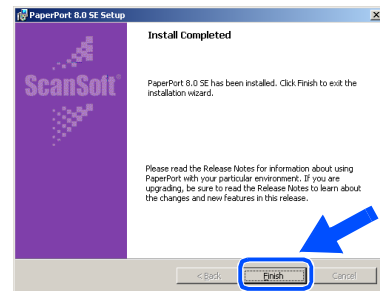 PaperPort 8.0 SE Setup
Install Completed
ScanSoft®
PaperPort 8.0 SE has been installed. Click Finish to exit the
installation wizard.
Please read the Release Notes for information about using
PaperPort with your particular environment. If you are
upgrading, be sure to read the Release Notes to learn about
the changes and new features in this release.
< Back
Finish
Cancel